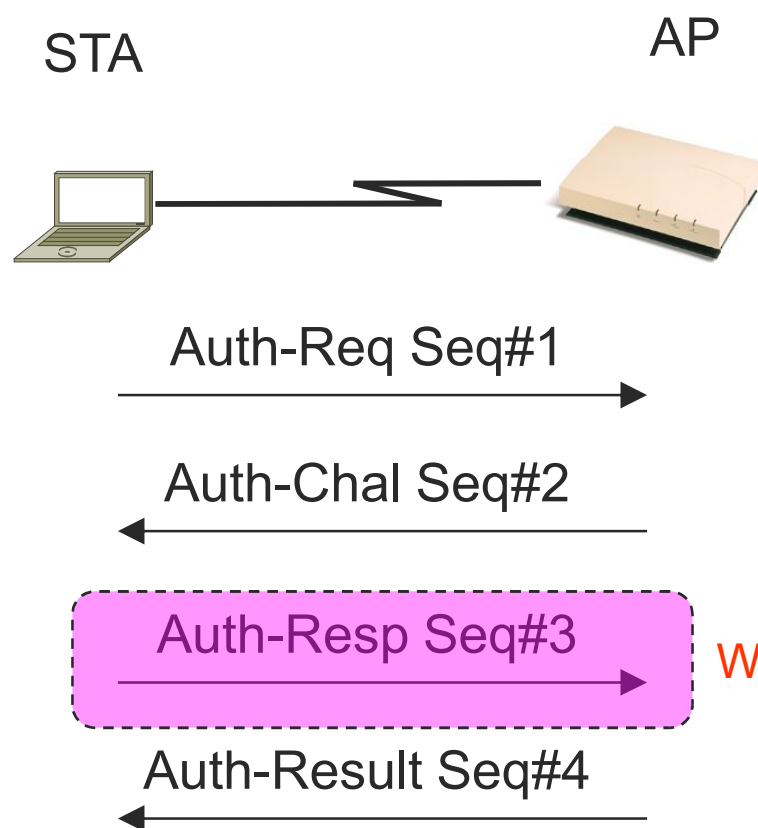 STA
AP
Auth-Req Seq#1
Auth-Chal Seq#2
Auth-Resp Seq#3
W
Auth-Result Seq#4